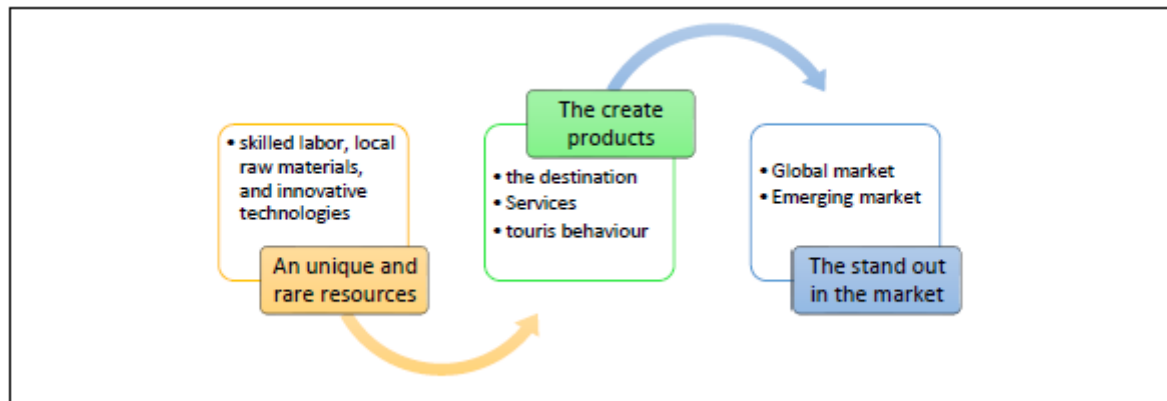 • skilled labor, local
raw materials,
and innovative
technologies
An unique and
rare resources
The create
products
• the destination
• Services
• touris behaviour
• Global market
• Emerging market
The stand out
in the market